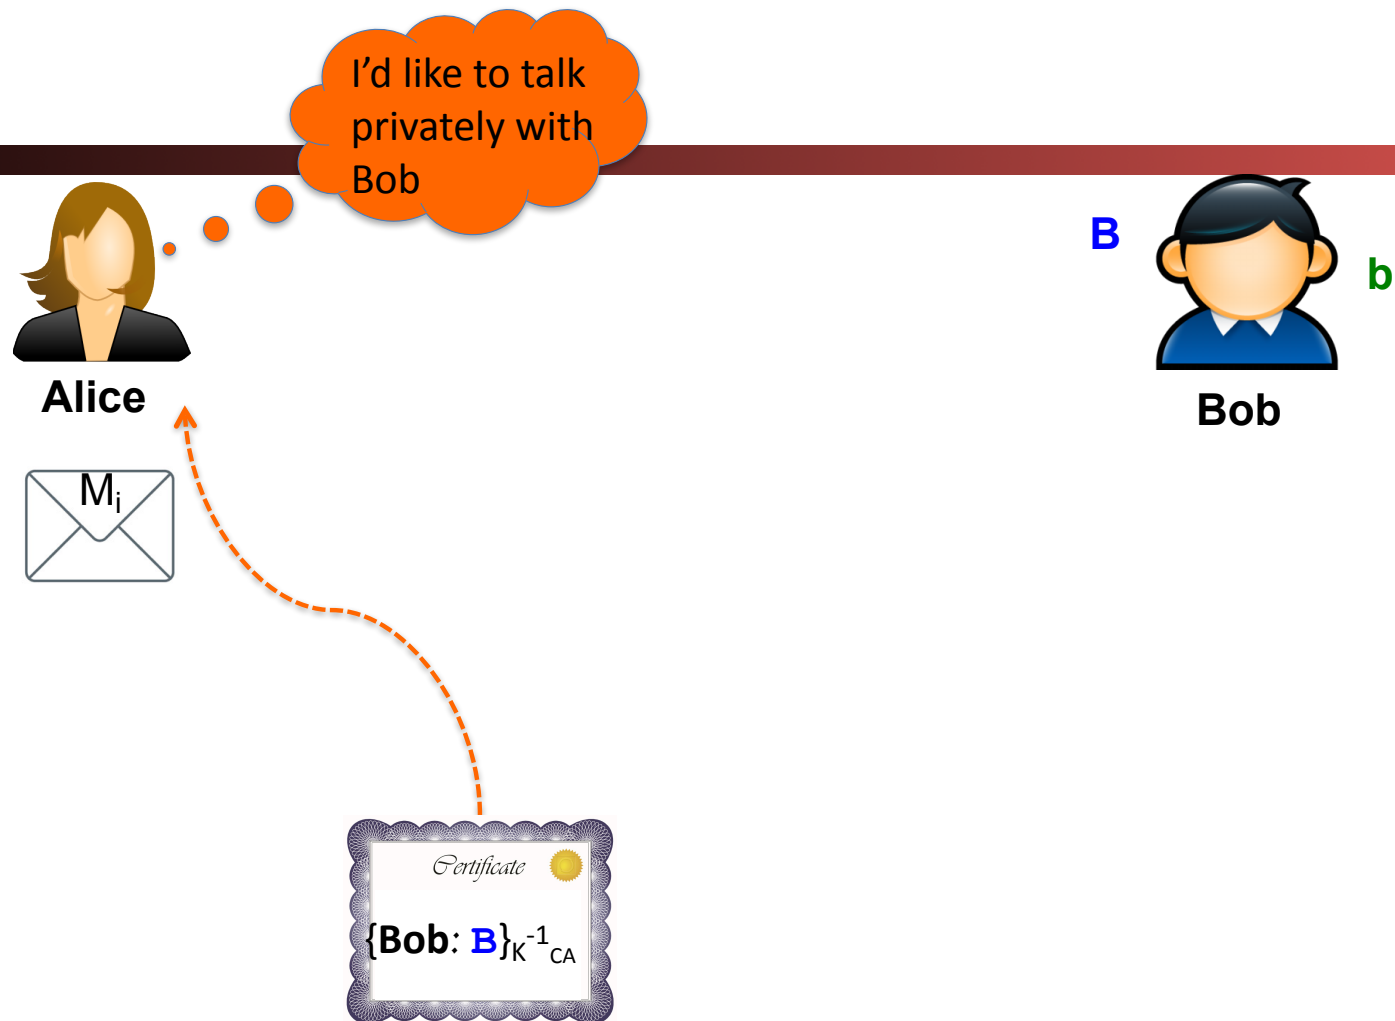 I’d like to talk
privately with
Bob
B
b
Alice
Bob
Mi
Certificate
{Bob: B}K-1CA